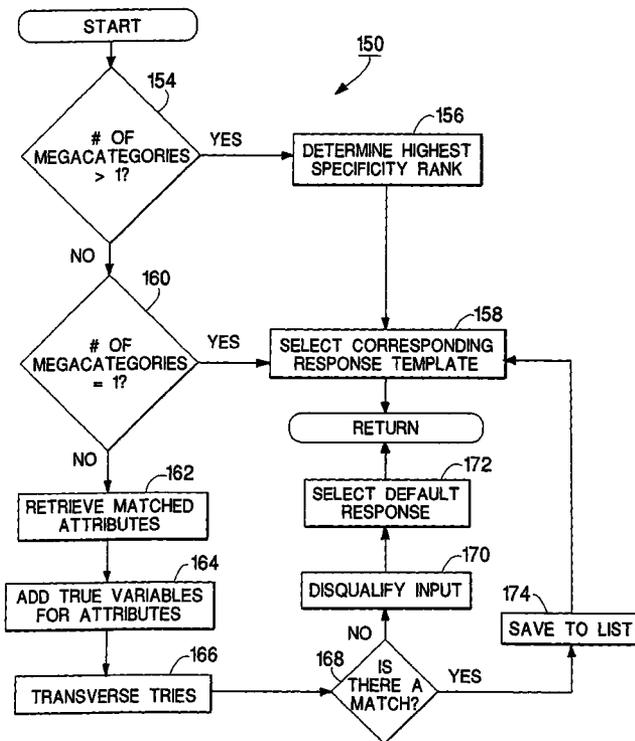 START
150
154
# OF
MEGACATEGORIES
> 1?
YES
156
DETERMINE HIGHEST
SPECIFICITY RANK
NO
160
# OF
MEGACATEGORIES
= 1?
YES
158
SELECT CORRESPONDING
RESPONSE TEMPLATE
RETURN
NO
162
RETRIEVE MATCHED
ATTRIBUTES
172
SELECT DEFAULT
RESPONSE
164
ADD TRUE VARIABLES
FOR ATTRIBUTES
170
DISQUALIFY INPUT
174
SAVE TO LIST
166
TRANSVERSE TRIES
NO
168
IS
THERE A
MATCH?
YES